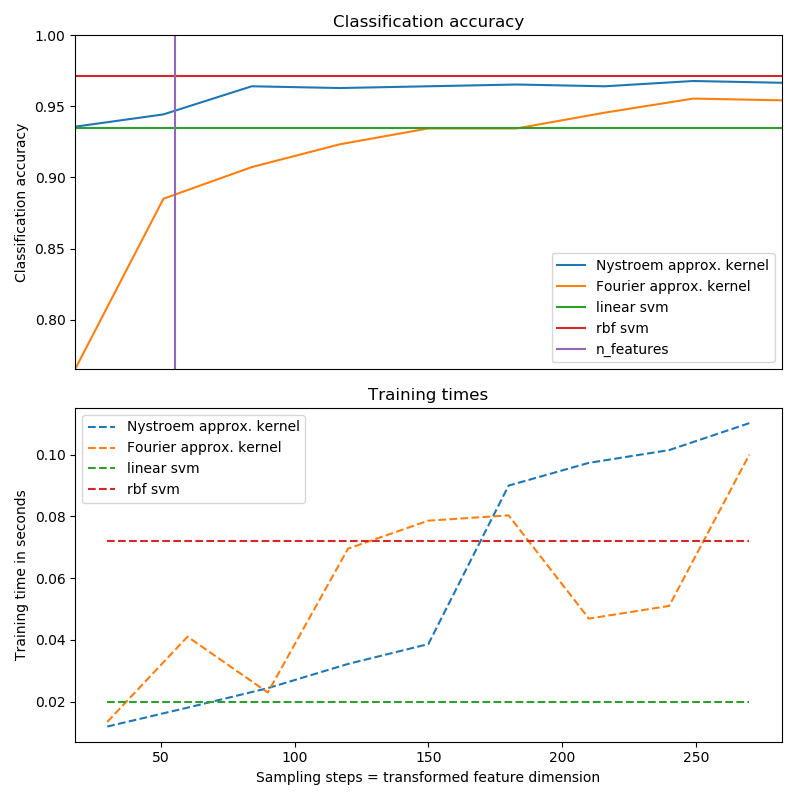 Classification accuracy
1.00
0.95
0.90
0.85
0.80
Classification accuracy
Nystroem approx. kernel
Fourier approx. kernel
linear svm
rbf svm
n_features
Training times
0.10
0.08
0.06
0.04
0.02
Training time in seconds
Nystroem approx. kernel
Fourier approx. kernel
linear svm
rbf svm
50 100 150 200 250
Sampling steps = transformed feature dimension